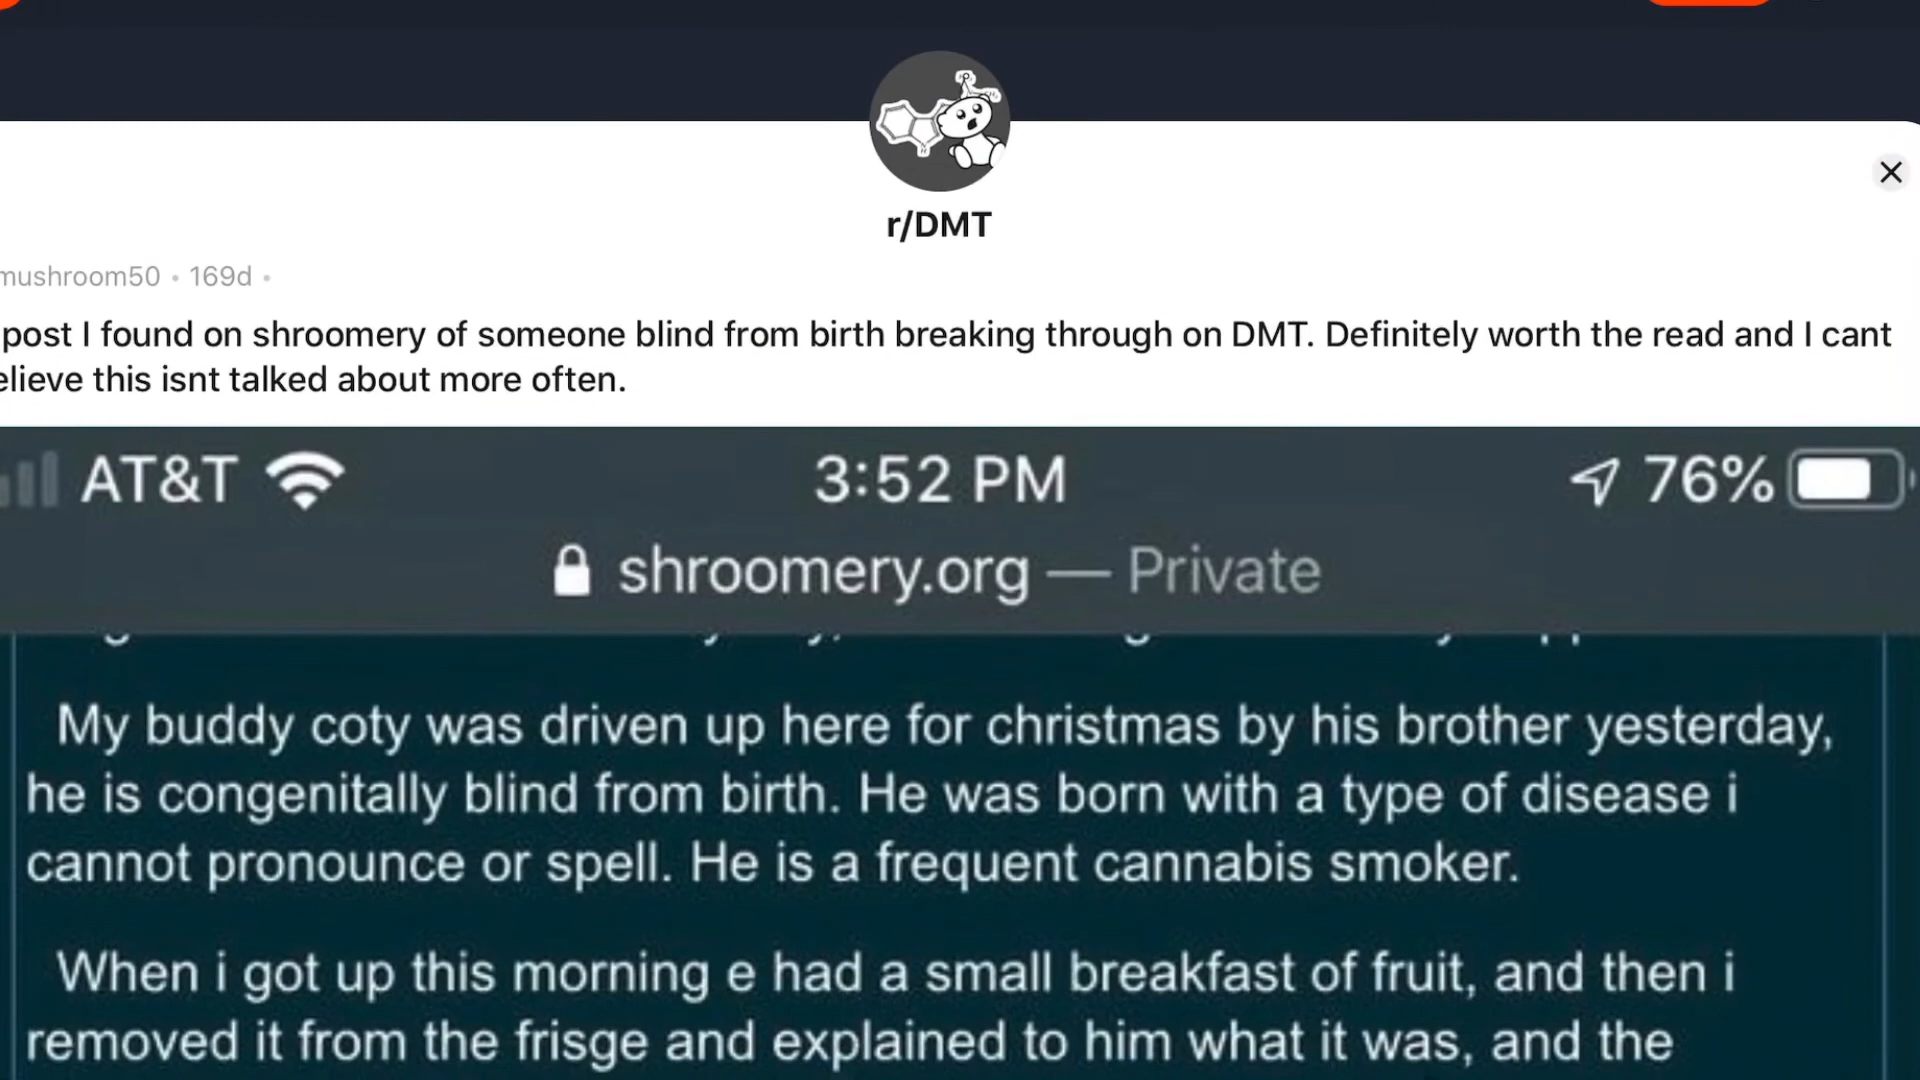 r/DMT
mushroom50 • 169d •
post I found on shroomery of someone blind from birth breaking through on DMT. Definitely worth the read and I cant
elieve this isnt talked about more often.
AT&T 3:52 PM 76%
shroomery.org — Private
My buddy coty was driven up here for christmas by his brother yesterday,
he is congenitally blind from birth. He was born with a type of disease i
cannot pronounce or spell. He is a frequent cannabis smoker.
When i got up this morning e had a small breakfast of fruit, and then i
removed it from the frisge and explained to him what it was, and the